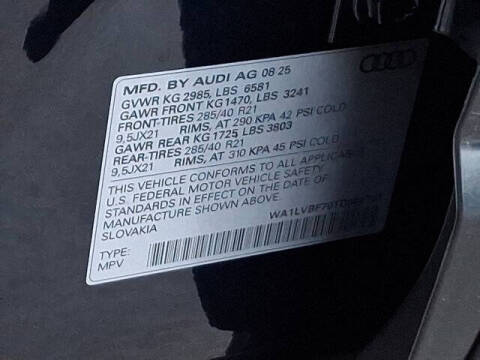 MFD. BY AUDI AG 08 25
GVWR KG 2985, LBS 6581
GAWR FRONT KG1470, LBS 3241
FRONT-TIRES 285/40 R21
9,5JX21 RIMS, AT 290 KPA 42 PSI COLD
GAWR REAR KG 1725 LBS 3803
REAR-TIRES 285/40 R21
9,5JX21 RIMS, AT 310 KPA 45 PSI COLD
THIS VEHICLE CONFORMS TO ALL APPLICABLE
U.S. FEDERAL MOTOR VEHICLE SAFETY
STANDARDS IN EFFECT ON THE DATE OF
MANUFACTURE SHOWN ABOVE.
SLOVAKIA
TYPE:
MPV